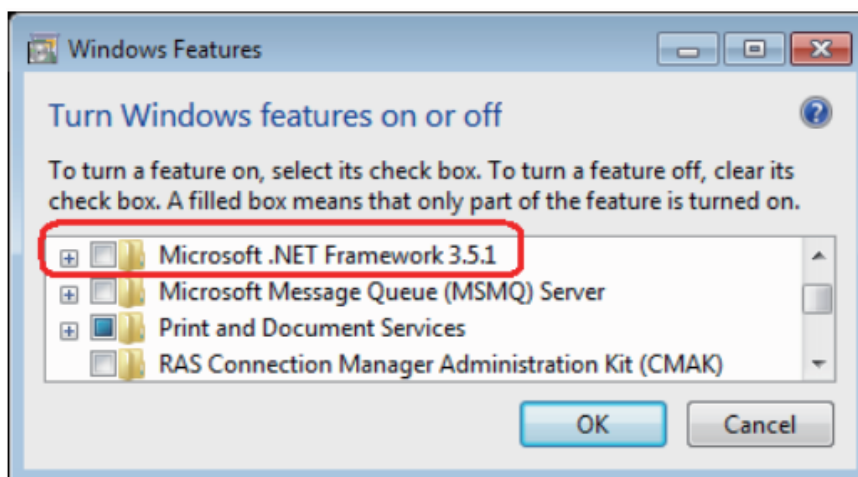 Windows Features
Turn Windows features on or off
To turn a feature on, select its check box. To turn a feature off, clear its
check box. A filled box means that only part of the feature is turned on.
Microsoft .NET Framework 3.5.1
Microsoft Message Queue (MSMQ) Server
Print and Document Services
RAS Connection Manager Administration Kit (CMAK)
OK Cancel